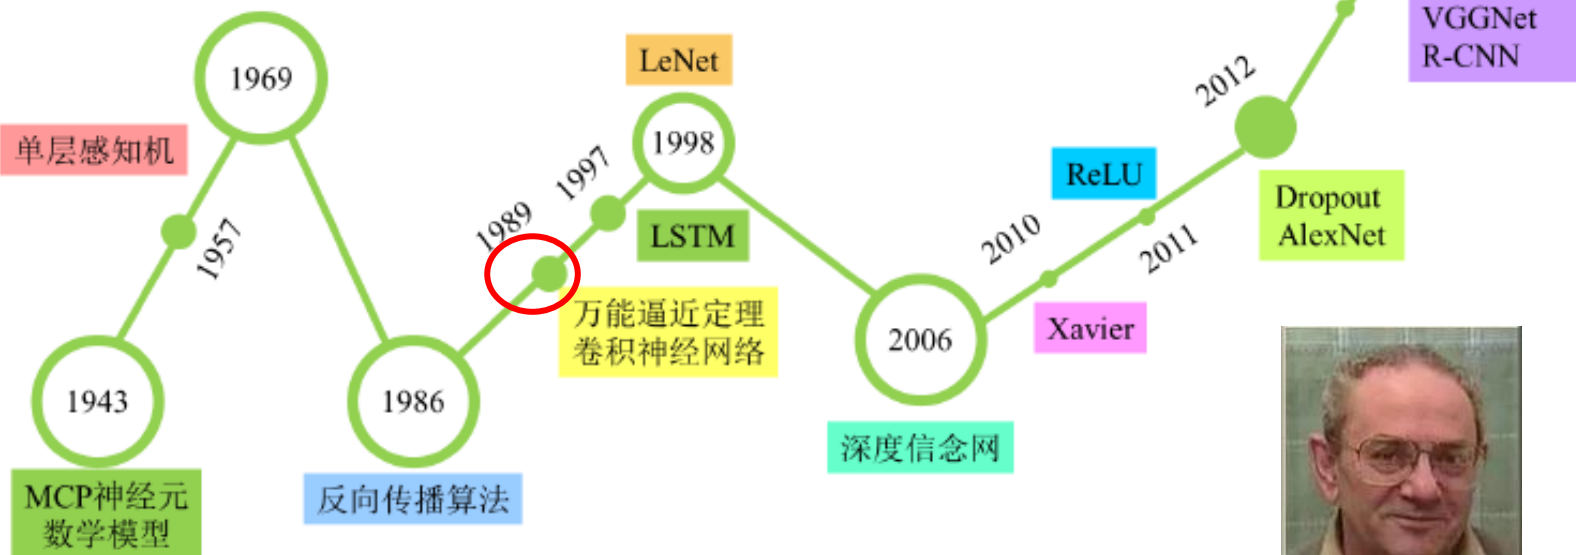 VGGNet
R-CNN
2012
LeNet
1969
1998
1997
单层感知机
ReLU
Dropout
AlexNet
1989
LSTM
2010
2011
1957
万能逼近定理
卷积神经网络
Xavier
2006
1943
1986
深度信念网
MCP神经元
数学模型
反向传播算法